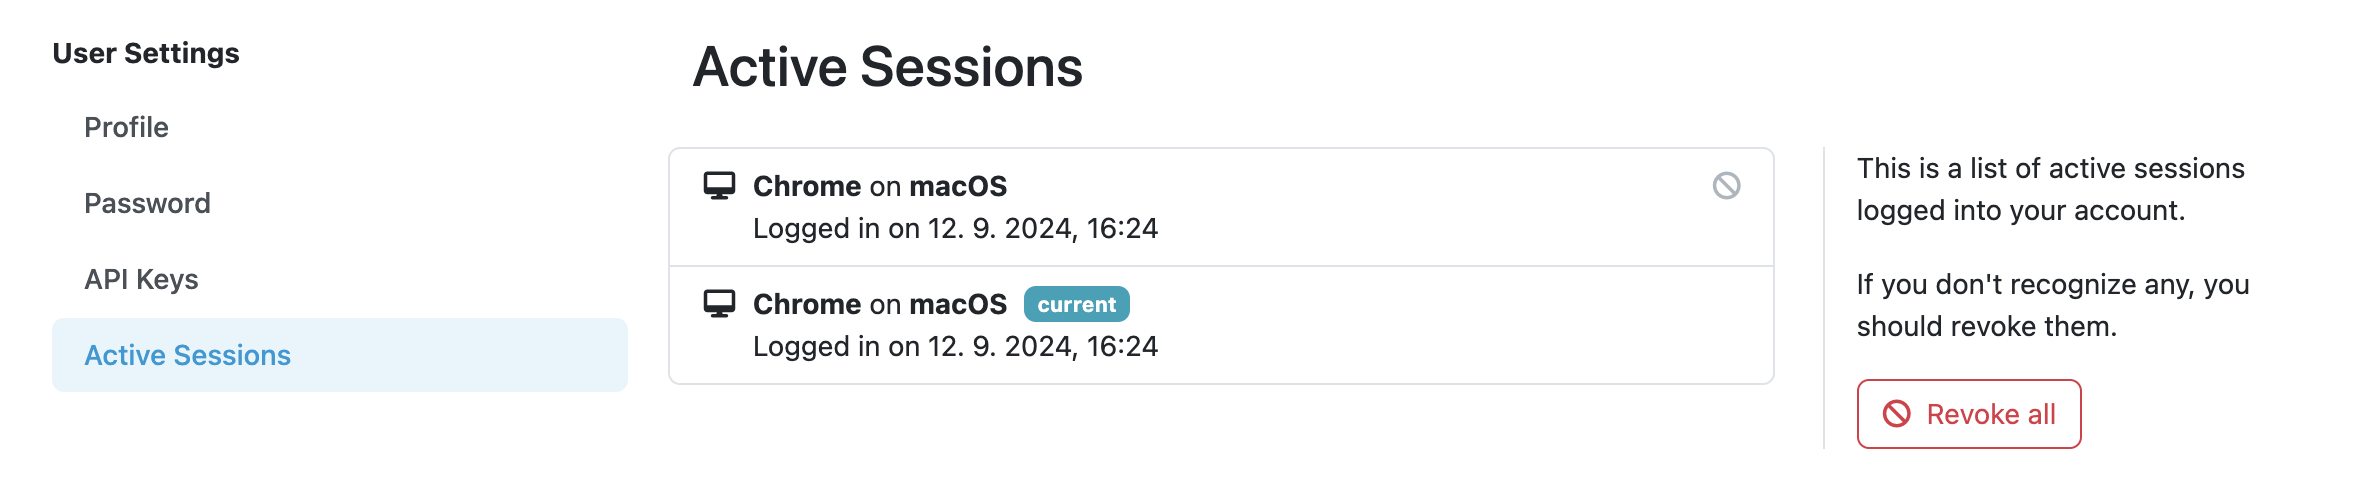 User Settings
Profile
Password
API Keys
Active Sessions
Active Sessions
Chrome on macOS
Logged in on 12. 9. 2024, 16:24
Chrome on macOS current
Logged in on 12. 9. 2024, 16:24
This is a list of active sessions
logged into your account.
If you don't recognize any, you
should revoke them.
Revoke all